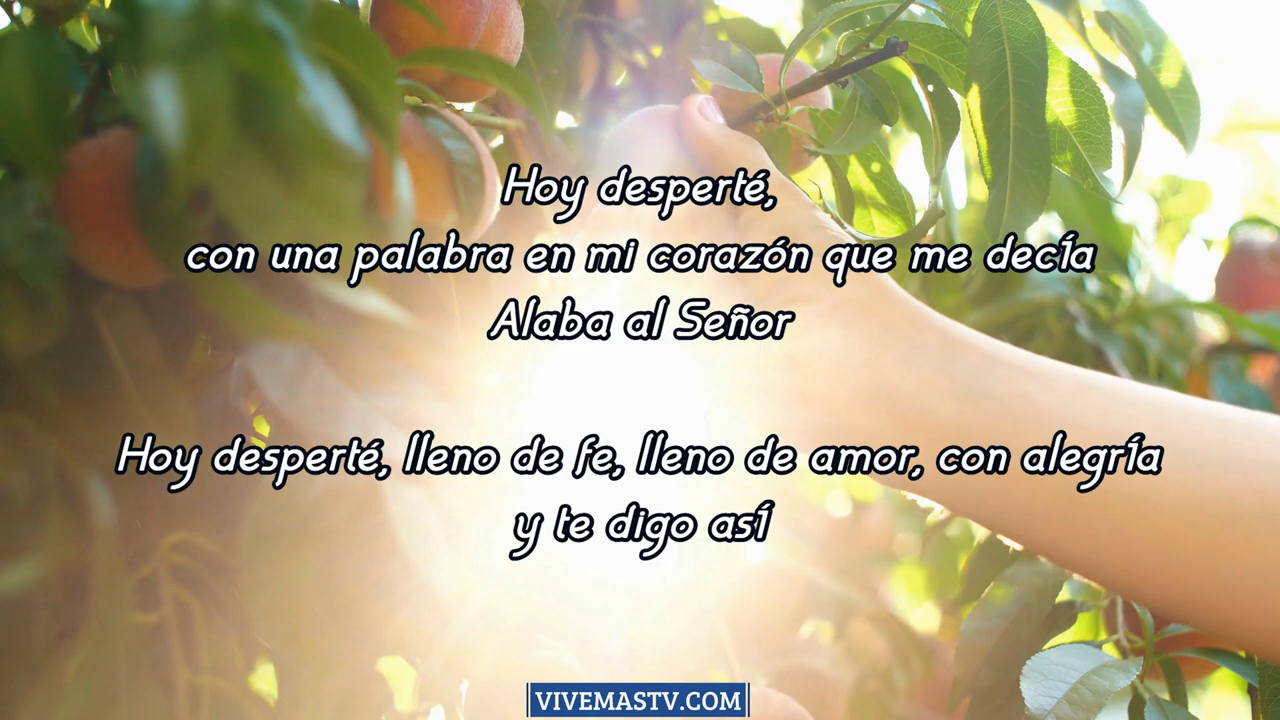 Hoy desperté,
con una palabra en mi corazón que me decía
Alaba al Señor
Hoy desperté, lleno de fe, lleno de amor, con alegría
y te digo así
VIVEMASTV.COM